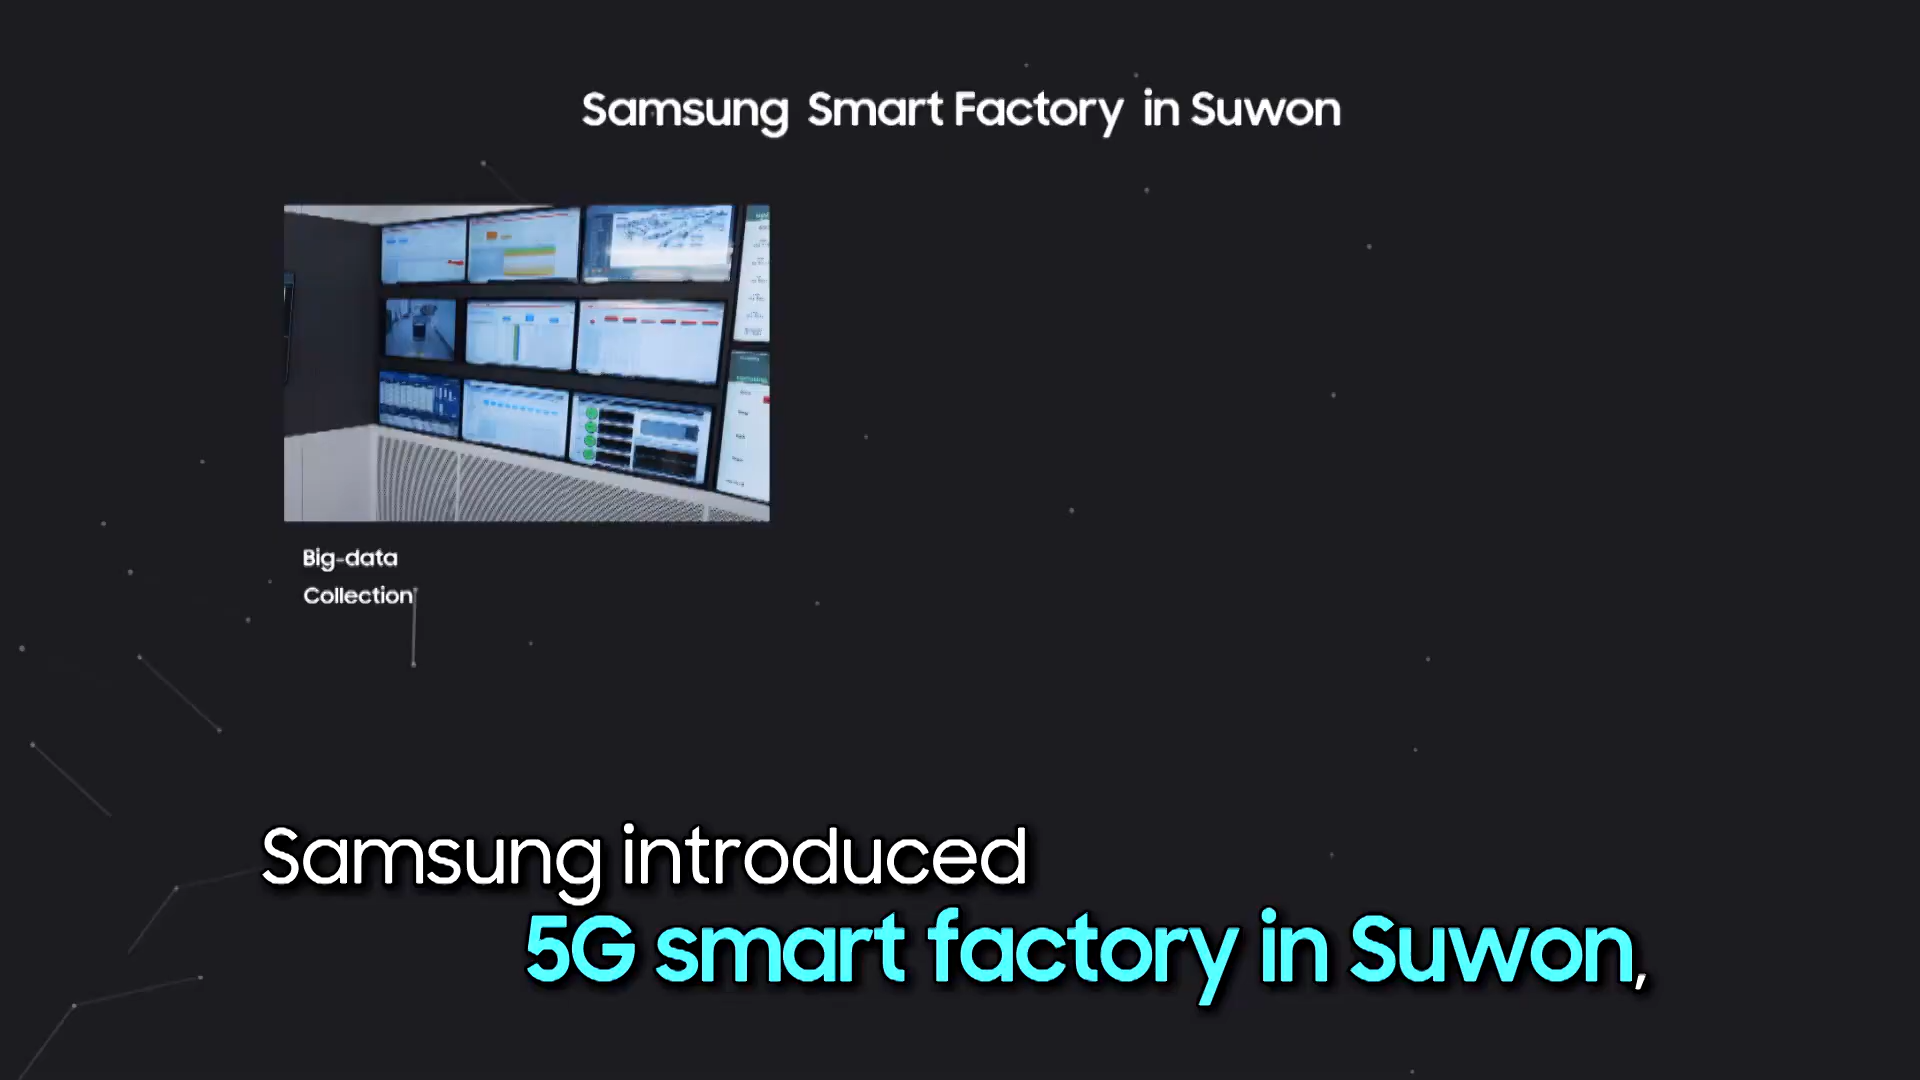 Samsung Smart Factory in Suwon
Big-data
Collection
Samsung introduced
5G smart factory in Suwon,